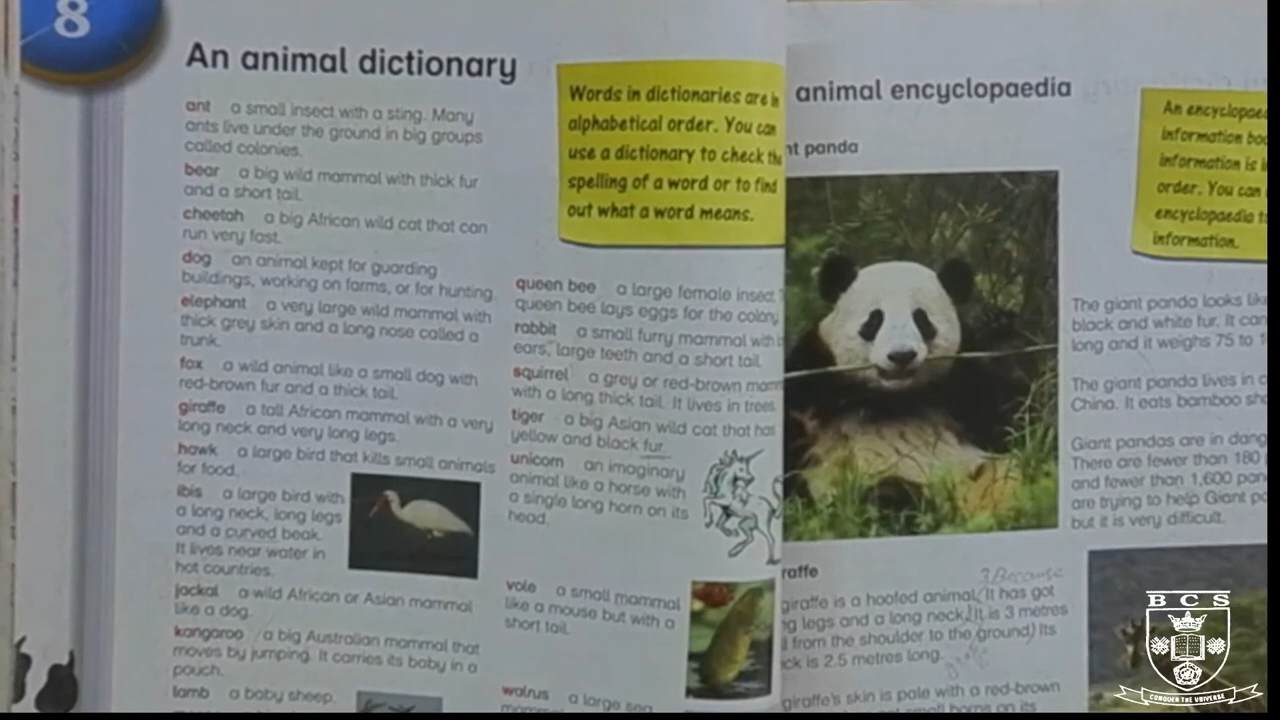 8
An animal dictionary
ant a small insect with a sting. Many
ants live under the ground in big groups
called colonies.
bear a big wild mammal with thick fur
and a short tail.
cheetah a big African wild cat that can
run very fast.
dog an animal kept for guarding
buildings, working on farms, or for hunting.
elephant a very large wild mammal with
thick grey skin and a long nose called a
trunk.
fox a wild animal like a small dog with
red-brown fur and a thick tail.
giraffe a tall African mammal with a very
long neck and very long legs.
hawk a large bird that kills small animals
for food.
ibis a large bird with
a long neck, long legs
and a curved beak.
It lives near water in
hot countries.
jackal a wild African or Asian mammal
like a dog.
kangaroo a big Australian mammal that
moves by jumping. It carries its baby in a
pouch.
lamb a baby sheep
Words in dictionaries are in
alphabetical order. You can
use a dictionary to check the
spelling of a word or to find
out what a word means.
queen bee a large female insect.
queen bee lays eggs for the colony
rabbit a small furry mammal with
ears, large teeth and a short tail.
squirrel a grey or red-brown mam
with a long thick tail. It lives in trees
tiger a big Asian wild cat that has
yellow and black fur.
unicorn an imaginary
animal like a horse with
a single long horn on its
head.
vole a small mammal
like a mouse but with a
short tail.
walrus a large sea
animal encyclopaedia
nt panda
An encyclopae
information boo
information is i
order. You can
encyclopaedia t
information.
The giant panda looks lik
black and white fur. It can
long and it weighs 75 to 1
The giant panda lives in c
China. It eats bamboo sho
Giant pandas are in dang
There are fewer than 180
and fewer than 1,600 pan
are trying to help Giant pa
but it is very difficult.
raffe
3 Because
giraffe is a hoofed animal. It has got
g legs and a long neck. It is 3 metres
l from the shoulder to the ground) Its
ck is 2.5 metres long.
giraffe's skin is pale with a red-brown
small horns on its
BCS
CONQUER THE UNIVERSE